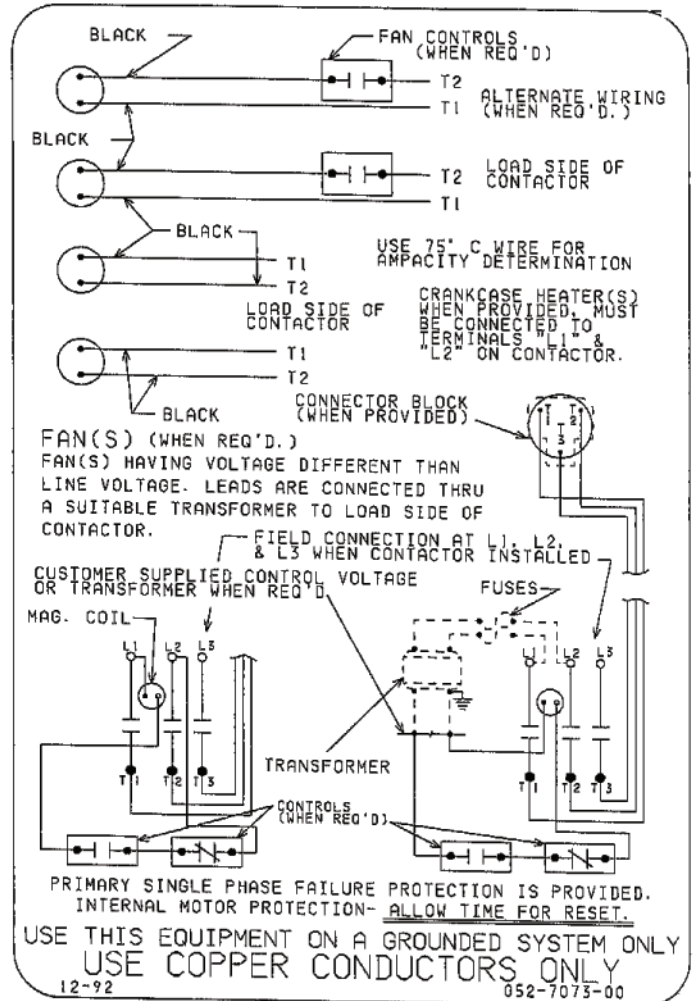 BLACK
FAN CONTROLS
(WHEN REQ'D)
T2
T1
ALTERNATE WIRING
(WHEN REQ'D.)
BLACK
T2
T1
LOAD SIDE OF
CONTACTOR
BLACK
T1
T2
USE 75° C WIRE FOR
AMPACITY DETERMINATION
LOAD SIDE OF
CONTACTOR
CRANKCASE HEATER(S)
WHEN PROVIDED, MUST
BE CONNECTED TO
TERMINALS "L1" &
"L2" ON CONTACTOR.
T1
T2
BLACK
CONNECTOR BLOCK
(WHEN PROVIDED)
T1
T2
T3
FAN(S) (WHEN REQ'D.)
FAN(S) HAVING VOLTAGE DIFFERENT THAN
LINE VOLTAGE. LEADS ARE CONNECTED THRU
A SUITABLE TRANSFORMER TO LOAD SIDE OF
CONTACTOR.
FIELD CONNECTION AT L1, L2,
& L3 WHEN CONTACTOR INSTALLED
CUSTOMER SUPPLIED CONTROL VOLTAGE
OR TRANSFORMER WHEN REQ'D
FUSES
MAG. COIL
L1 L2 L3
L1 L2 L3
TRANSFORMER
T1 T2 T3
T1 T2 T3
CONTROLS
(WHEN REQ'D)
PRIMARY SINGLE PHASE FAILURE PROTECTION IS PROVIDED.
INTERNAL MOTOR PROTECTION- ALLOW TIME FOR RESET.
USE THIS EQUIPMENT ON A GROUNDED SYSTEM ONLY
USE COPPER CONDUCTORS ONLY
12-92
052-7073-00